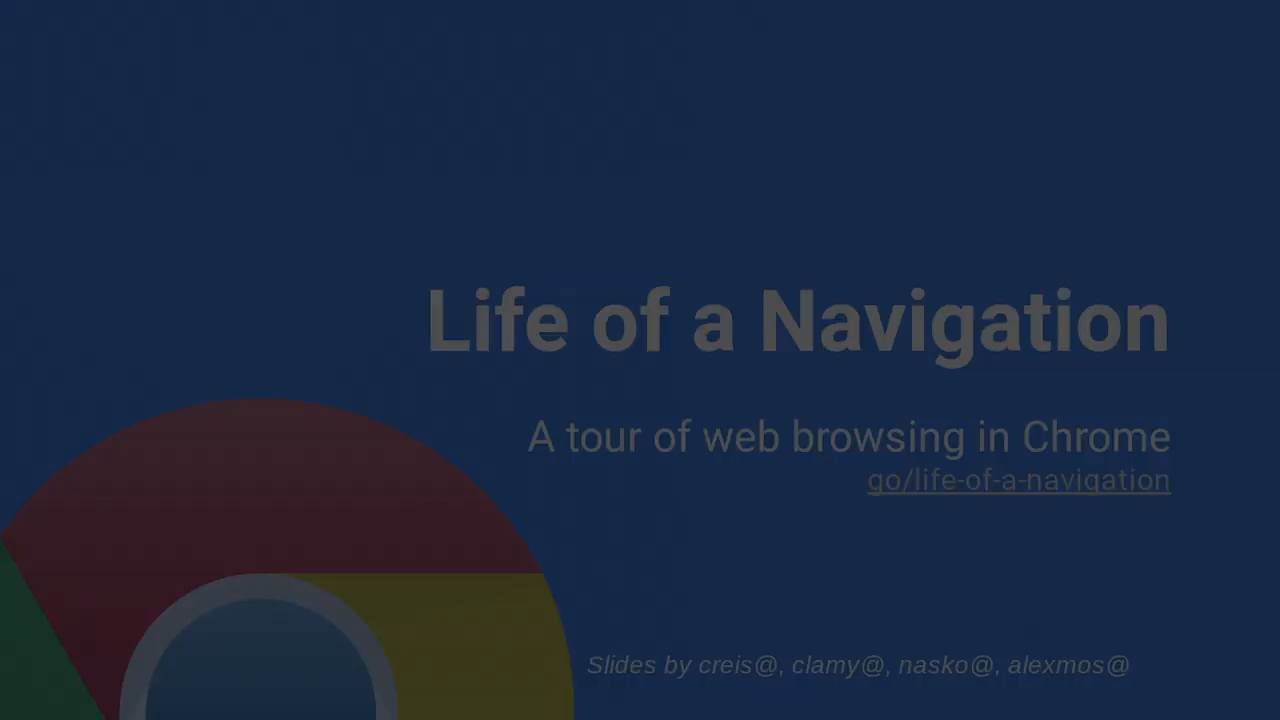 Life of a Navigation
A tour of web browsing in Chrome
go/life-of-a-navigation
Slides by creis@, clamy@, nasko@, alexmos@